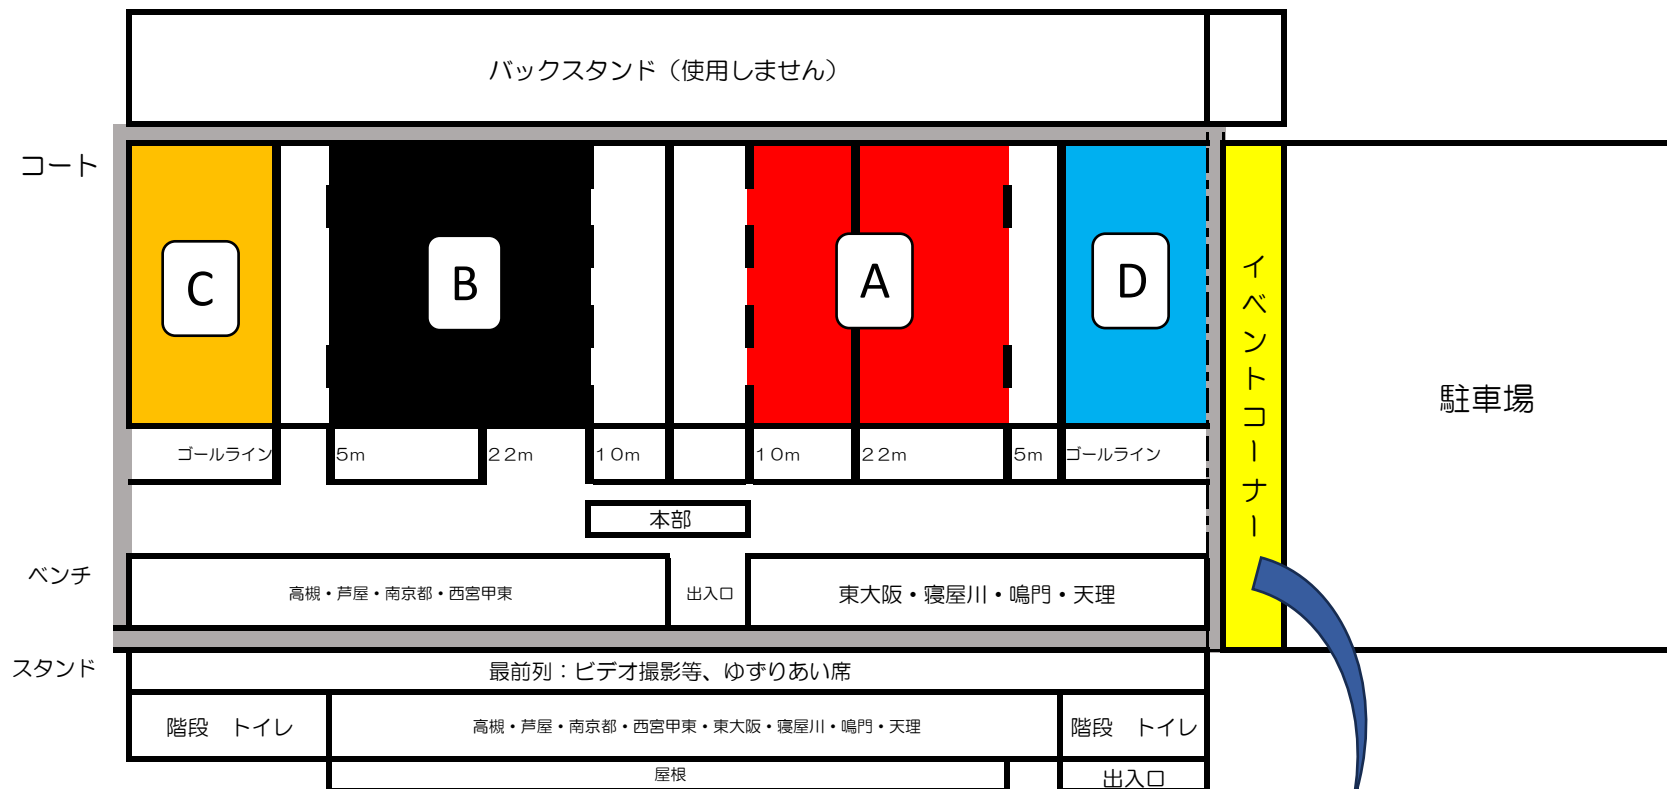 バックスタンド（使用しません）
コート
C
B
A
D
イベントコーナー
駐車場
ゴールライン
5m
22m
10m
10m
22m
5m
ゴールライン
本部
ベンチ
高槻・芦屋・南京都・西宮甲東
出入口
東大阪・寝屋川・鳴門・天理
スタンド
最前列：ビデオ撮影等、ゆずりあい席
階段　トイレ
高槻・芦屋・南京都・西宮甲東・東大阪・寝屋川・鳴門・天理
階段　トイレ
屋根
出入口